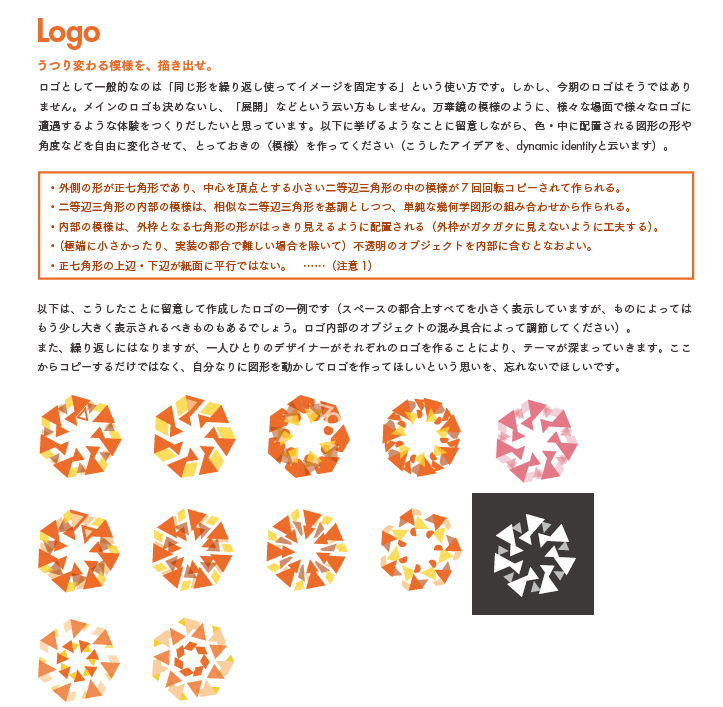 Logo
うつり変わる模様を、描き出せ。
ロゴとして一般的なのは「同じ形を繰り返し使ってイメージを固定する」という使い方です。しかし、今期のロゴはそうではあり
ません。メインのロゴも決めないし、「展開」などという云い方もしません。万華鏡の模様のように、様々な場面で様々なロゴに
遭遇するような体験をつくりだしたいと思っています。以下に挙げるようなことに留意しながら、色・中に配置される図形の形や
角度などを自由に変化させて、とっておきの〈模様〉を作ってください（こうしたアイデアを、dynamic identityと云います）。
・外側の形が正七角形であり、中心を頂点とする小さい二等辺三角形の中の模様が 7 回回転コピーされて作られる。
・二等辺三角形の内部の模様は、相似な二等辺三角形を基調としつつ、単純な幾何学図形の組み合わせから作られる。
・内部の模様は、外枠となる七角形の形がはっきり見えるように配置される（外枠がガタガタに見えないように工夫する）。
・（極端に小さかったり、実装の都合で難しい場合を除いて）不透明のオブジェクトを内部に含むとなおよい。
・正七角形の上辺・下辺が紙面に平行ではない。　……（注意 1）
以下は、こうしたことに留意して作成したロゴの一例です（スペースの都合上すべてを小さく表示していますが、ものによっては
もう少し大きく表示されるべきものもあるでしょう。ロゴ内部のオブジェクトの混み具合によって調節してください）。
また、繰り返しにはなりますが、一人ひとりのデザイナーがそれぞれのロゴを作ることにより、テーマが深まっていきます。ここ
からコピーするだけではなく、自分なりに図形を動かしてロゴを作ってほしいという思いを、忘れないでほしいです。